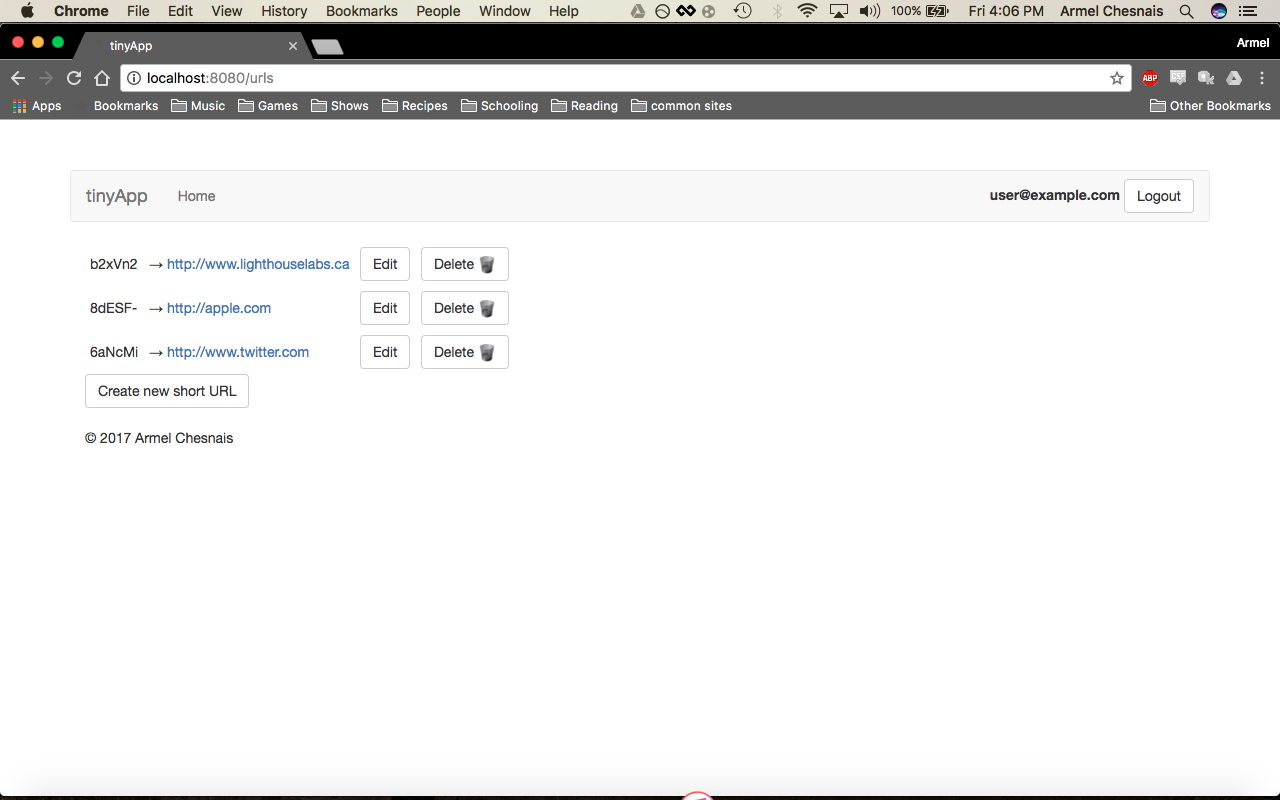 Chrome File Edit View History Bookmarks People Window Help 100% Fri 4:06 PM Armel Chesnais
tinyApp Armel
localhost:8080/urls ABP
Apps Bookmarks Music Games Shows Recipes Schooling Reading common sites Other Bookmarks
tinyApp Home user@example.com Logout
b2xVn2 → http://www.lighthouselabs.ca Edit Delete
8dESF- → http://apple.com Edit Delete
6aNcMi → http://www.twitter.com Edit Delete
Create new short URL
© 2017 Armel Chesnais